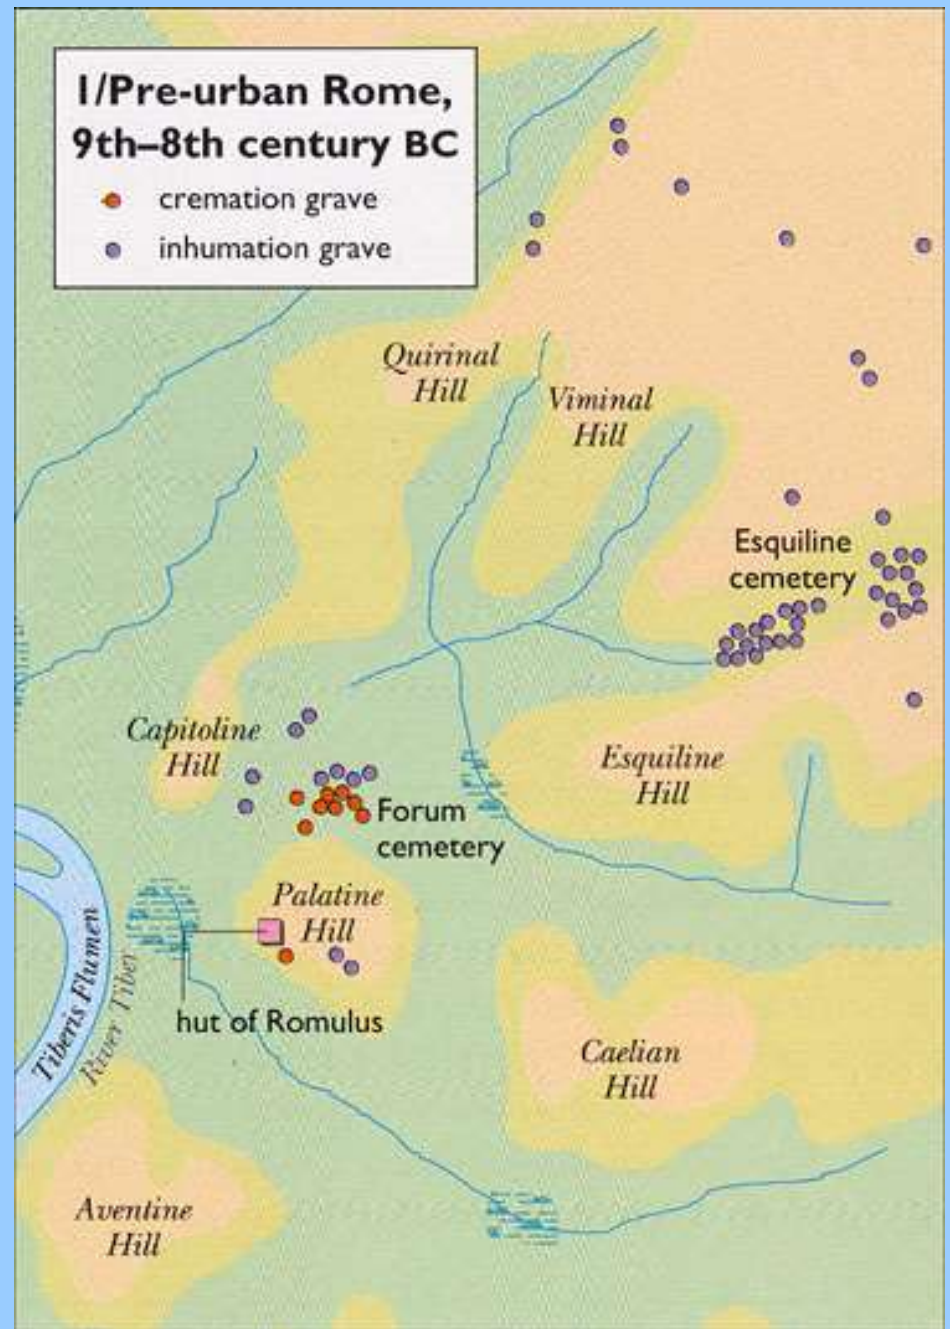 1/Pre-urban Rome,
9th–8th century BC
cremation grave
inhumation grave
Quirinal
Hill
Viminal
Hill
Esquiline
cemetery
Capitoline
Hill
Esquiline
Hill
Forum
cemetery
Palatine
Hill
Tiberis Flumen
River Tiber
hut of Romulus
Caelian
Hill
Aventine
Hill